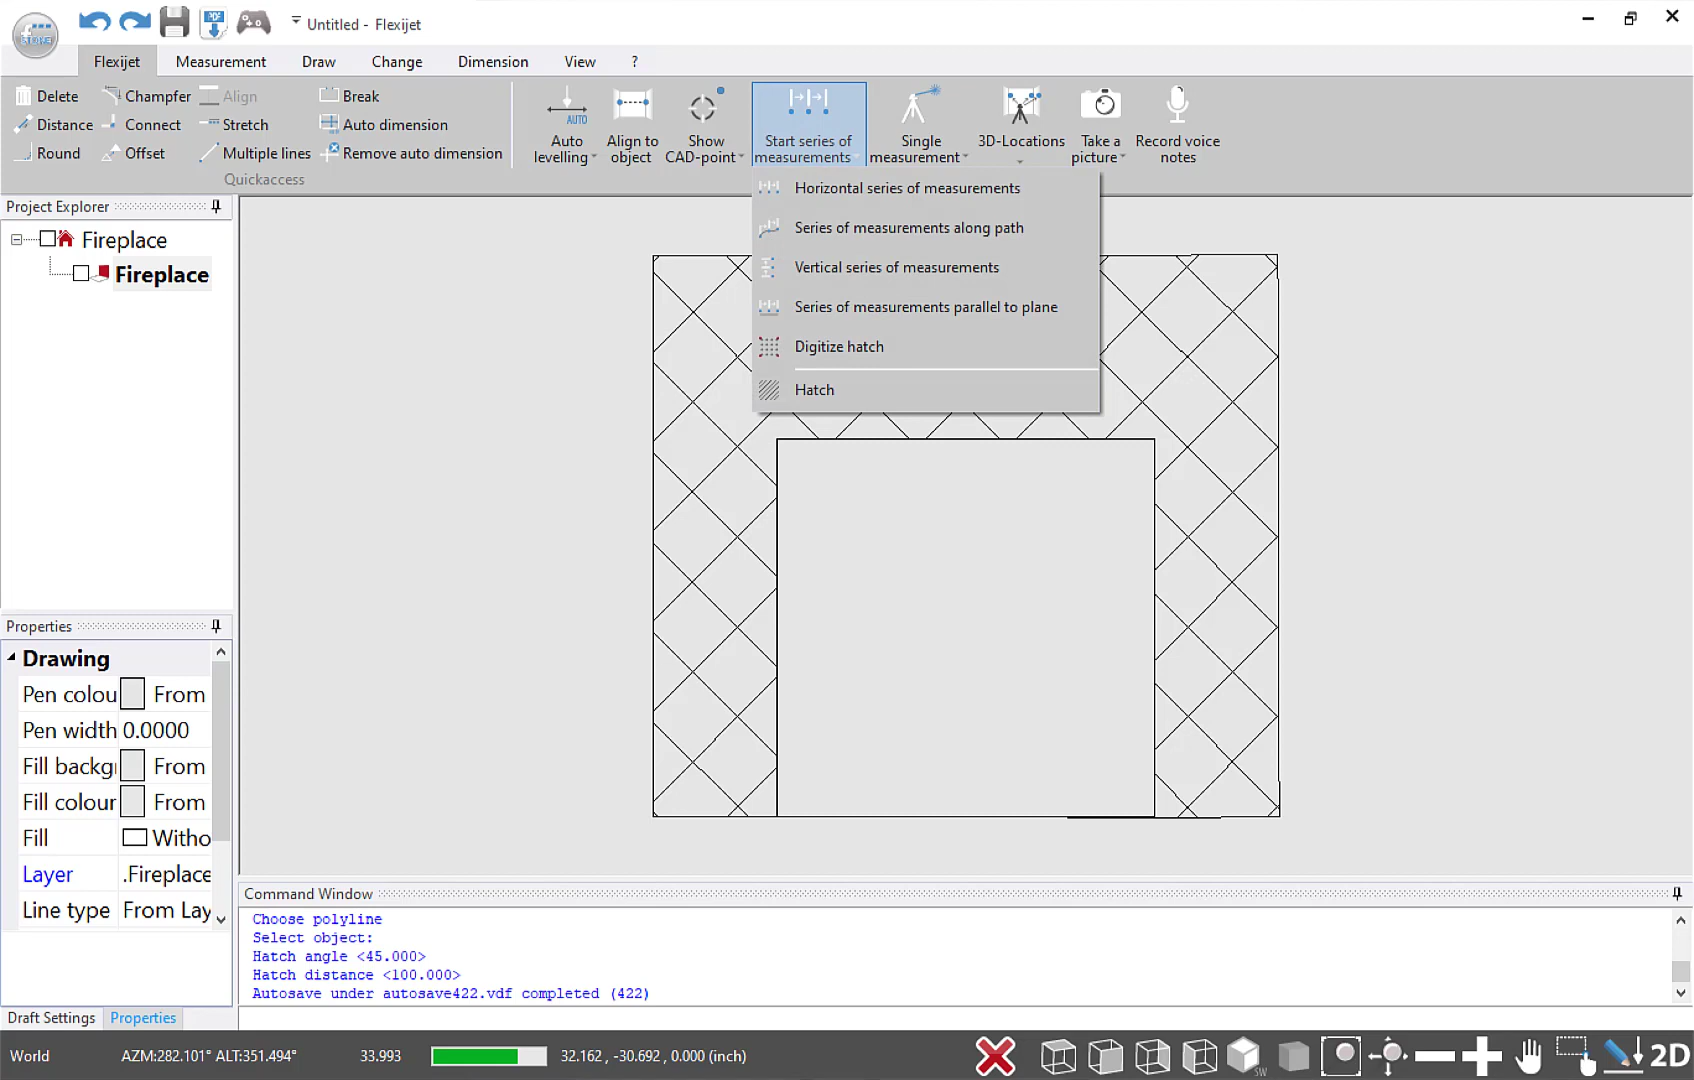 Untitled - Flexijet
Flexijet Measurement Draw Change Dimension View ?
Delete Champfer Align Break
Distance Connect Stretch Auto dimension
Round Offset Multiple lines Remove auto dimension
Quickaccess
AUTO
Auto levelling
Align to object
Show CAD-point
Start series of measurements
Single measurement
3D-Locations
Take a picture
Record voice notes
Horizontal series of measurements
Series of measurements along path
Vertical series of measurements
Series of measurements parallel to plane
Digitize hatch
Hatch
Project Explorer
Fireplace
Fireplace
Properties
Drawing
Pen colou From
Pen width 0.0000
Fill backgr From
Fill colour From
Fill Witho
Layer .Fireplace
Line type From Lay
Draft Settings Properties
Command Window
Choose polyline
Select object:
Hatch angle <45.000>
Hatch distance <100.000>
Autosave under autosave422.vdf completed (422)
World AZM:282.101° ALT:351.494° 33.993 32.162 , -30.692 , 0.000 (inch)
SW
2D